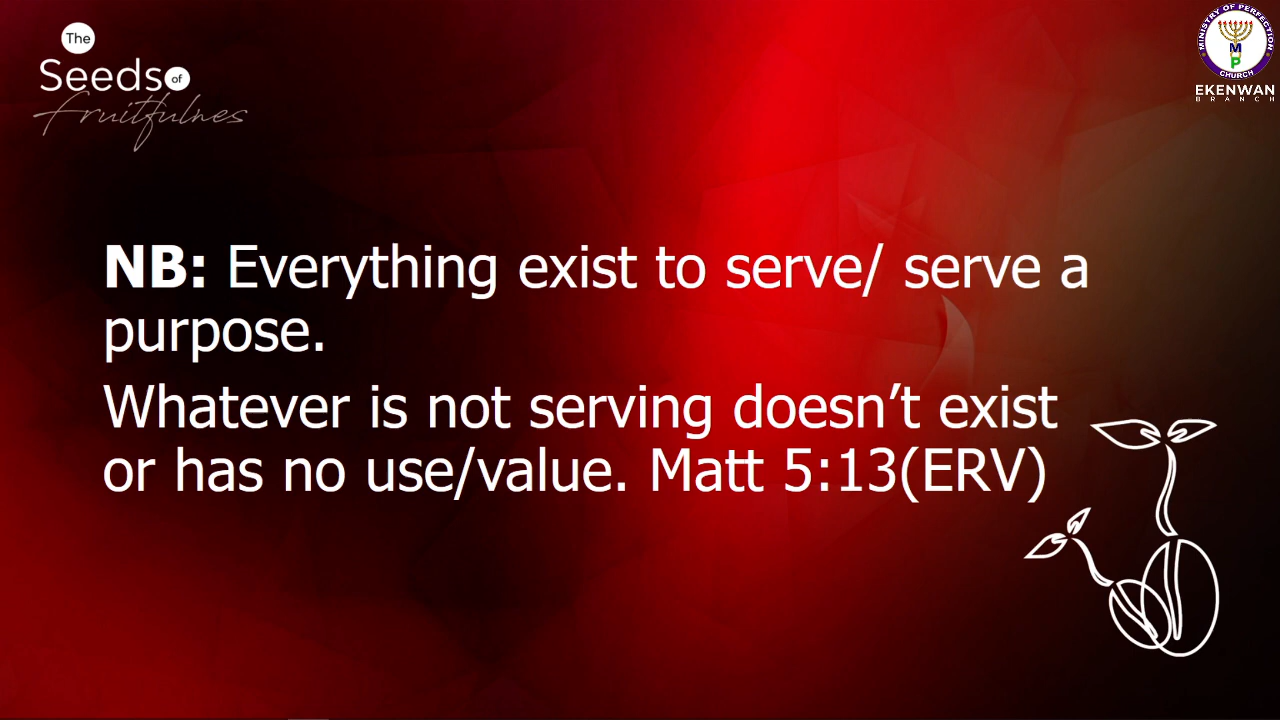 The
Seeds of
fruitfulnes
MINISTRY OF PERFECTION
M
P
CHURCH
EKENWAN
BRANCH
NB: Everything exist to serve/ serve a
purpose.
Whatever is not serving doesn’t exist
or has no use/value. Matt 5:13(ERV)